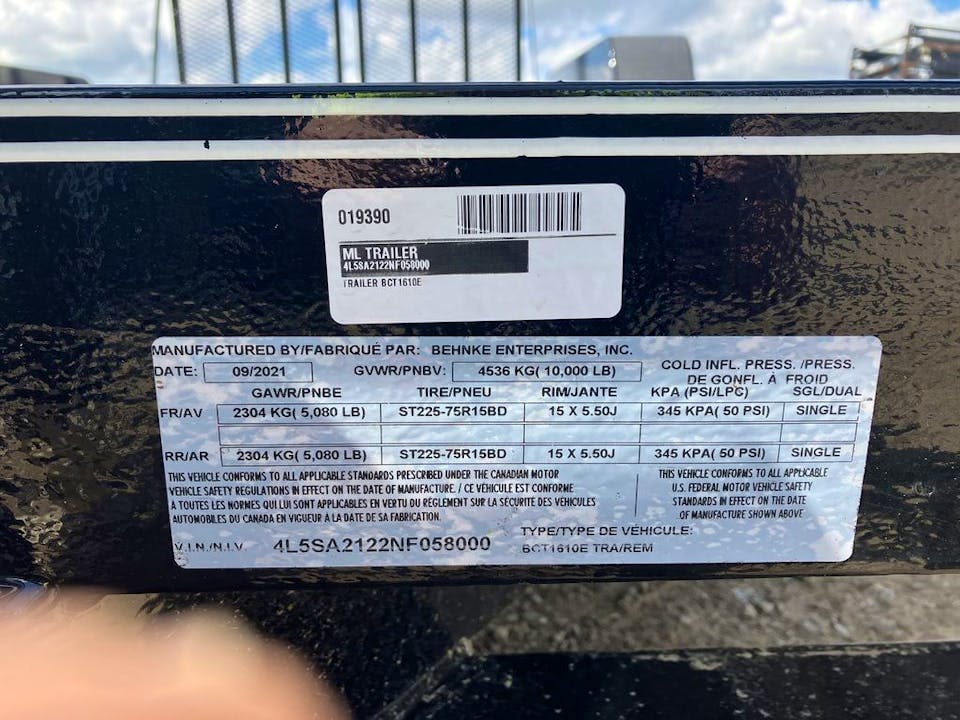 019390
ML TRAILER
4L5SA2122NF058000
TRAILER BCT1610E
MANUFACTURED BY/FABRIQUÉ PAR: BEHNKE ENTERPRISES, INC.
DATE: 09/2021 GVWR/PNBV: 4536 KG( 10,000 LB) COLD INFL. PRESS. /PRESS.
DE GONFL. À FROID
GAWR/PNBE TIRE/PNEU RIM/JANTE KPA (PSI/LPC) SGL/DUAL
FR/AV 2304 KG( 5,080 LB) ST225-75R15BD 15 X 5.50J 345 KPA( 50 PSI) SINGLE
RR/AR 2304 KG( 5,080 LB) ST225-75R15BD 15 X 5.50J 345 KPA( 50 PSI) SINGLE
THIS VEHICLE CONFORMS TO ALL APPLICABLE STANDARDS PRESCRIBED UNDER THE CANADIAN MOTOR
VEHICLE SAFETY REGULATIONS IN EFFECT ON THE DATE OF MANUFACTURE. / CE VÉHICULE EST CONFORME
A TOUTES LES NORMES QUI LUI SONT APPLICABLES EN VERTU DU RÈGLEMENT SUR LA SÉCURITÉ DES VÉHICULES
AUTOMOBILES DU CANADA EN VIGUEUR À LA DATE DE SA FABRICATION.
THIS VEHICLE CONFORMS TO ALL APPLICABLE
U.S. FEDERAL MOTOR VEHICLE SAFETY
STANDARDS IN EFFECT ON THE DATE
OF MANUFACTURE SHOWN ABOVE
V.I.N./N.I.V. 4L5SA2122NF058000
TYPE/TYPE DE VÉHICULE:
BCT1610E TRA/REM